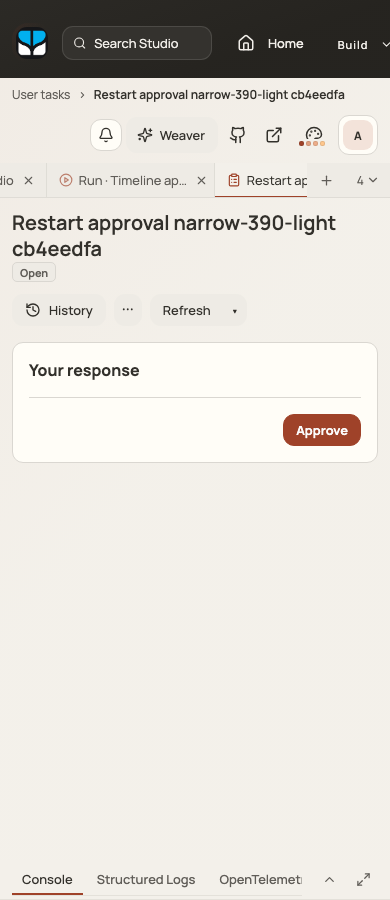 Search Studio
Home
Build
User tasks > Restart approval narrow-390-light cb4eedfa
Weaver
A
dio
Run · Timeline ap...
Restart ap
4
Restart approval narrow-390-light
cb4eedfa
Open
History
...
Refresh
Your response
Approve
Console
Structured Logs
OpenTelemet